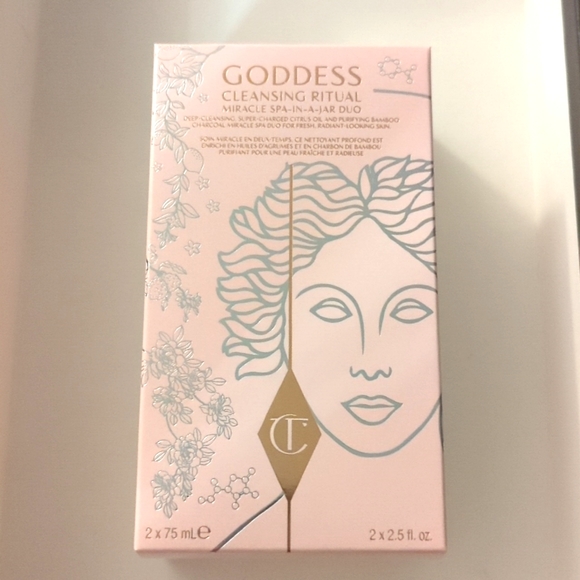 GODDESS
CLEANSING RITUAL
MIRACLE SPA-IN-A-JAR DUO
DEEP-CLEANSING, SUPER-CHARGED CITRUS OIL AND PURIFYING BAMBOO
CHARCOAL MIRACLE SPA DUO FOR FRESH, RADIANT-LOOKING SKIN.
SOIN MIRACLE EN DEUX-TEMPS, CE NETTOYANT PROFOND EST
ENRICHI EN HUILES D'AGRUMES ET EN CHARBON DE BAMBOU
PURIFIANT POUR UNE PEAU FRAÎCHE ET RADIEUSE
CT
2 x 75 mL℮
2 x 2.5 fl. oz.